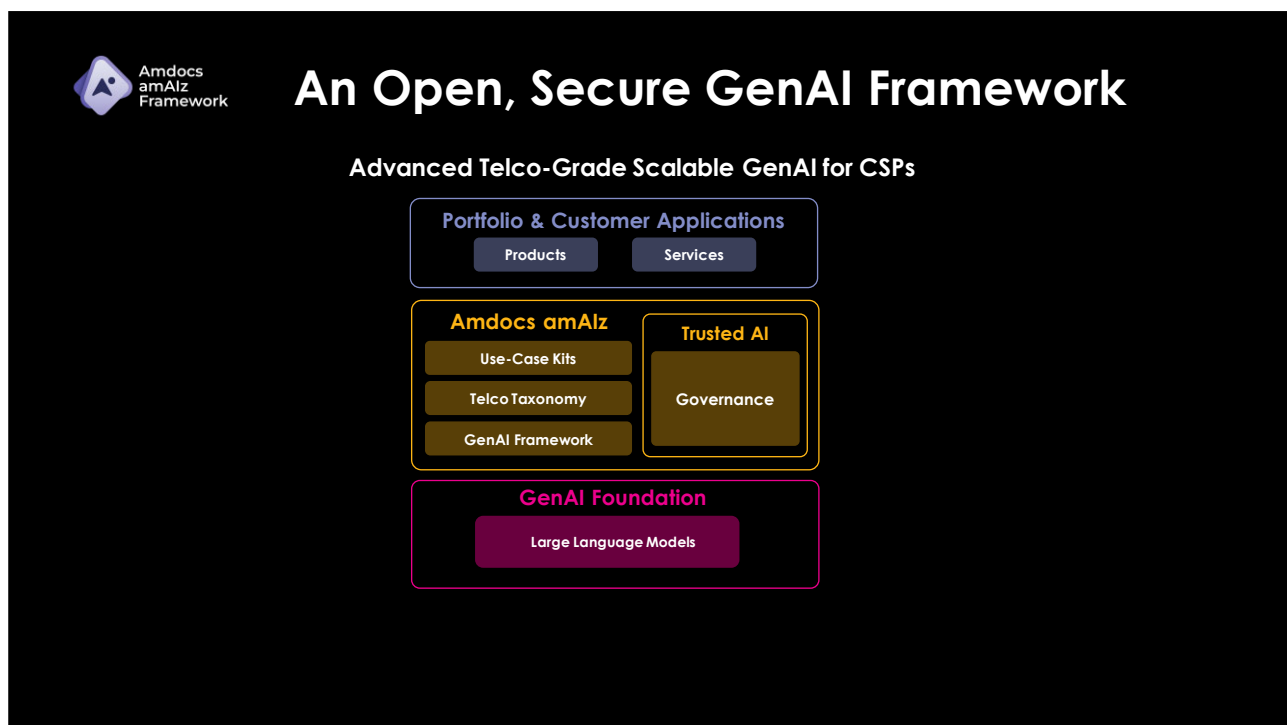 Amdocs
amAIz
Framework
An Open, Secure GenAI Framework
Advanced Telco-Grade Scalable GenAI for CSPs
Portfolio & Customer Applications
Products
Services
Amdocs amAIz
Use-Case Kits
Telco Taxonomy
GenAI Framework
Trusted AI
Governance
GenAI Foundation
Large Language Models